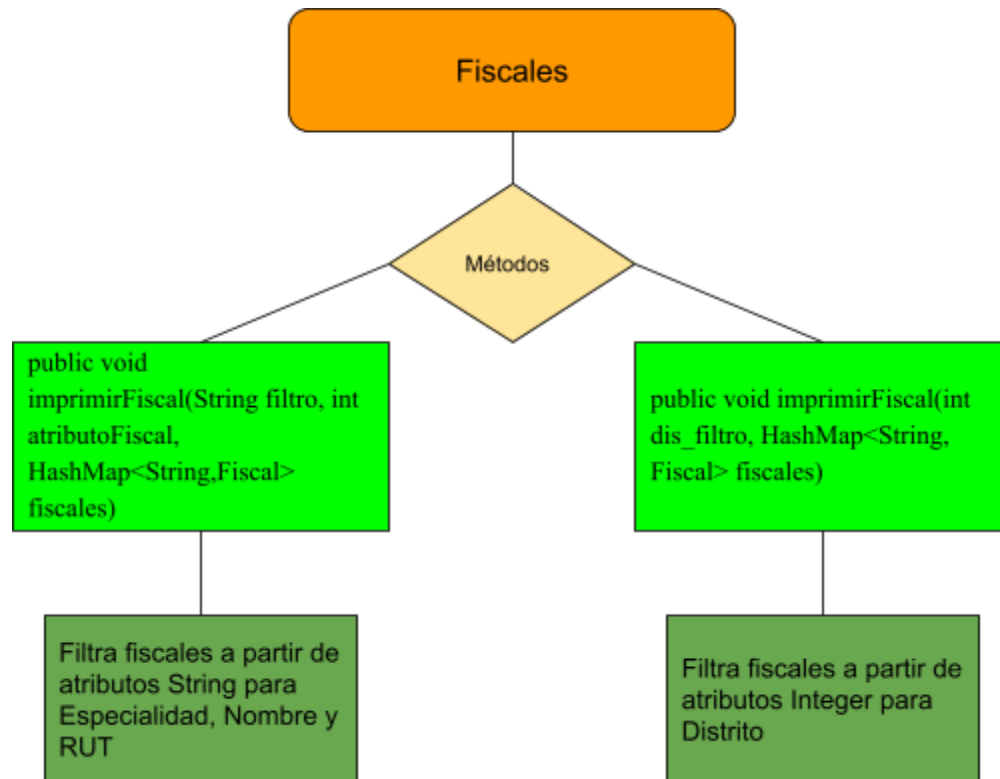 Fiscales
Métodos
public void
imprimirFiscal(String filtro, int
atributoFiscal,
HashMap<String,Fiscal>
fiscales)
public void imprimirFiscal(int
dis_filtro, HashMap<String,
Fiscal> fiscales)
Filtra fiscales a partir de
atributos String para
Especialidad, Nombre y
RUT
Filtra fiscales a partir de
atributos Integer para
Distrito